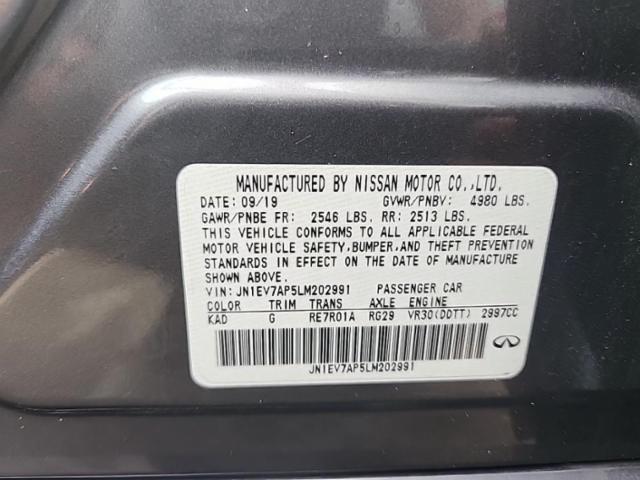 MANUFACTURED BY NISSAN MOTOR CO.,LTD.
DATE: 09/19 GVWR/PNBV: 4980 LBS.
GAWR/PNBE FR: 2546 LBS. RR: 2513 LBS.
THIS VEHICLE CONFORMS TO ALL APPLICABLE FEDERAL
MOTOR VEHICLE SAFETY, BUMPER, AND THEFT PREVENTION
STANDARDS IN EFFECT ON THE DATE OF MANUFACTURE
SHOWN ABOVE.
VIN: JN1EV7AP5LM202991 PASSENGER CAR
COLOR TRIM TRANS AXLE ENGINE
KAD G RE7R01A RG29 VR30(DDTT) 2997CC
JN1EV7AP5LM202991